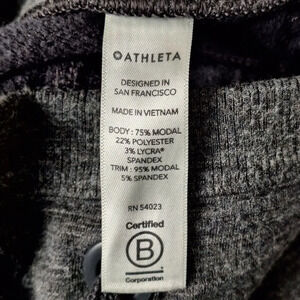 ATHLETA
DESIGNED IN
SAN FRANCISCO
MADE IN VIETNAM
BODY : 75% MODAL
22% POLYESTER
3% LYCRA®
SPANDEX
TRIM : 95% MODAL
5% SPANDEX
RN 54023
Certified
B
Corporation